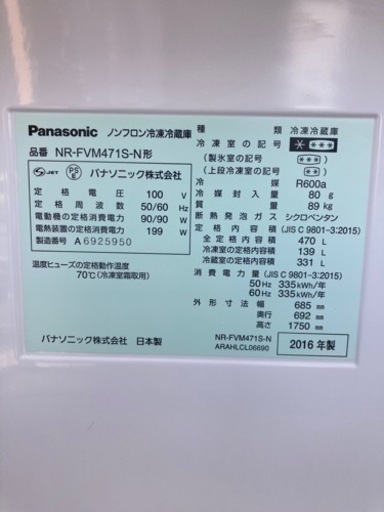 Panasonic ノンフロン冷凍冷蔵庫
品番 NR-FVM471S-N形
JET PS E パナソニック株式会社
定格電圧 100 V
定格周波数 50/60 Hz
電動機の定格消費電力 90/90 W
電熱装置の定格消費電力 199 W
製造番号 A 6925950
温度ヒューズの定格動作温度
70℃(冷凍室霜取用)
パナソニック株式会社 日本製
種類 冷凍冷蔵庫
冷凍室の記号 * ***
(製氷室の記号) (***)
(上段冷凍室の記号) (***)
冷媒 R600a
冷媒封入量 80 g
質量 89 kg
断熱発泡ガス シクロペンタン
定格内容積 (JIS C 9801-3:2015)
全定格内容積 470 L
冷凍室の定格内容積 139 L
冷蔵室の定格内容積 331 L
消費電力量 (JIS C 9801-3:2015)
50Hz 335kWh/年
60Hz 335kWh/年
外形寸法 幅 685 mm
奥行 692 mm
高さ 1750 mm
NR-FVM471S-N
ARAHLCL06690
2016 年製